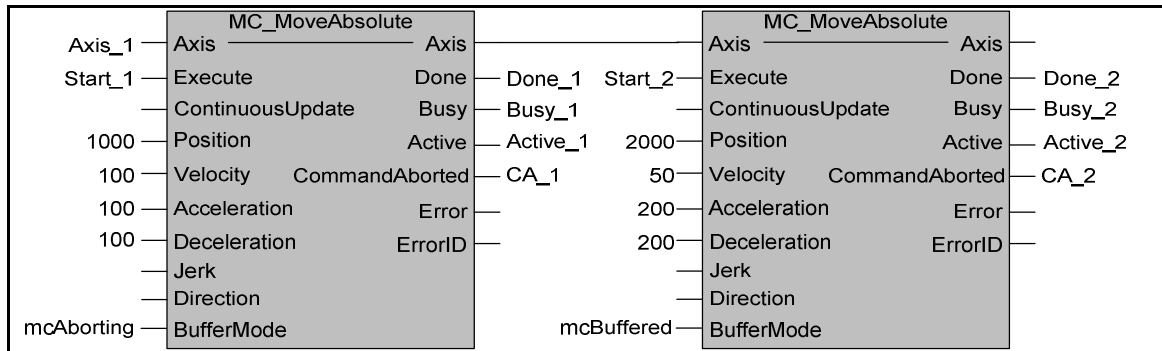 MC_MoveAbsolute MC_MoveAbsolute
Axis_1 Axis Axis Axis Axis
Start_1 Execute Done Done_1 Start_2 Execute Done Done_2
ContinuousUpdate Busy Busy_1 ContinuousUpdate Busy Busy_2
1000 Position Active Active_1 2000 Position Active Active_2
100 Velocity CommandAborted CA_1 50 Velocity CommandAborted CA_2
100 Acceleration Error 200 Acceleration Error
100 Deceleration ErrorID 200 Deceleration ErrorID
Jerk Jerk
Direction Direction
mcAborting BufferMode mcBuffered BufferMode